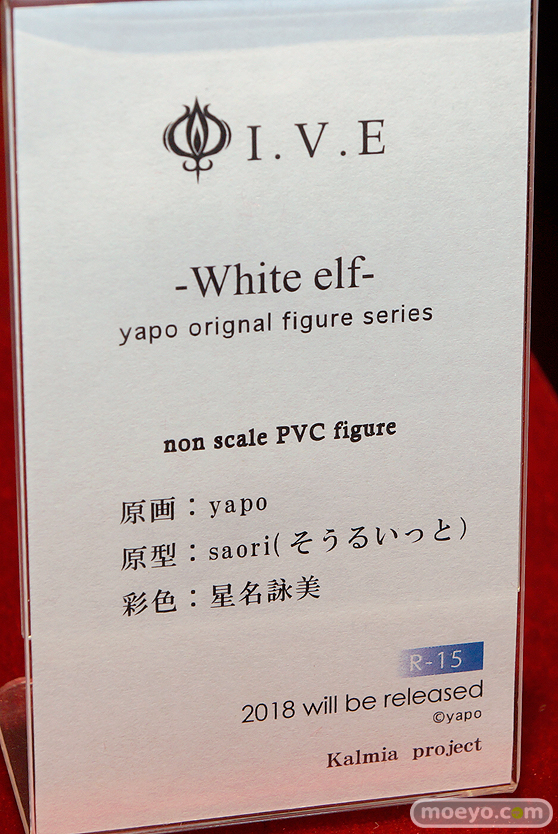 I.V.E
-White elf-
yapo orignal figure series
non scale PVC figure
原画：yapo
原型：saori(そうるいっと)
彩色：星名詠美
R-15
2018 will be released
©yapo
Kalmia project
moeyo.com